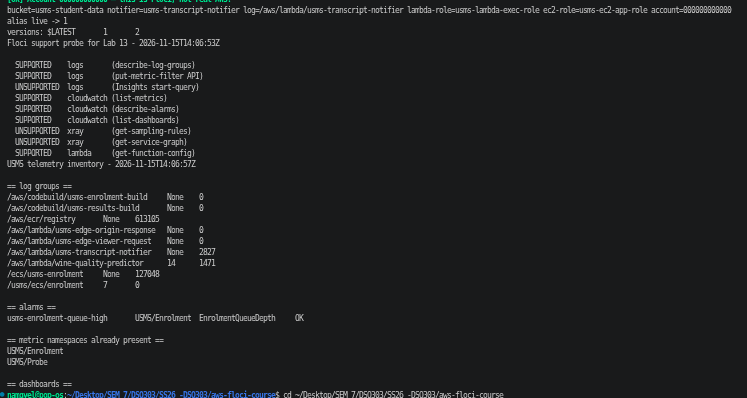 bucket=usms-student-data notifier=usms-transcript-notifier log=/aws/lambda/usms-transcript-notifier lambda-role=usms-lambda-exec-role ec2-role=usms-ec2-app-role account=000000000000
alias live -> 1
versions: $LATEST 1 2
Floci support probe for Lab 13 - 2026-11-15T14:06:53Z
SUPPORTED logs (describe-log-groups)
SUPPORTED logs (put-metric-filter API)
UNSUPPORTED logs (Insights start-query)
SUPPORTED cloudwatch (list-metrics)
SUPPORTED cloudwatch (describe-alarms)
SUPPORTED cloudwatch (list-dashboards)
UNSUPPORTED xray (get-sampling-rules)
UNSUPPORTED xray (get-service-graph)
SUPPORTED lambda (get-function-config)
USMS telemetry inventory - 2026-11-15T14:06:57Z
== log groups ==
/aws/codebuild/usms-enrolment-build None 0
/aws/codebuild/usms-results-build None 0
/aws/ecr/registry None 613105
/aws/lambda/usms-edge-origin-response None 0
/aws/lambda/usms-edge-viewer-request None 0
/aws/lambda/usms-transcript-notifier None 2827
/aws/lambda/wine-quality-predictor 14 1471
/ecs/usms-enrolment None 127048
/usms/ecs/enrolment 7 0
== alarms ==
usms-enrolment-queue-high USMS/Enrolment EnrolmentQueueDepth OK
== metric namespaces already present ==
USMS/Enrolment
USMS/Probe
== dashboards ==
namgyel@pop-os:~/Desktop/SEM 7/DSO303/SS26 -DSO303/aws-floci-course$ cd ~/Desktop/SEM 7/DSO303/SS26 -DSO303/aws-floci-course